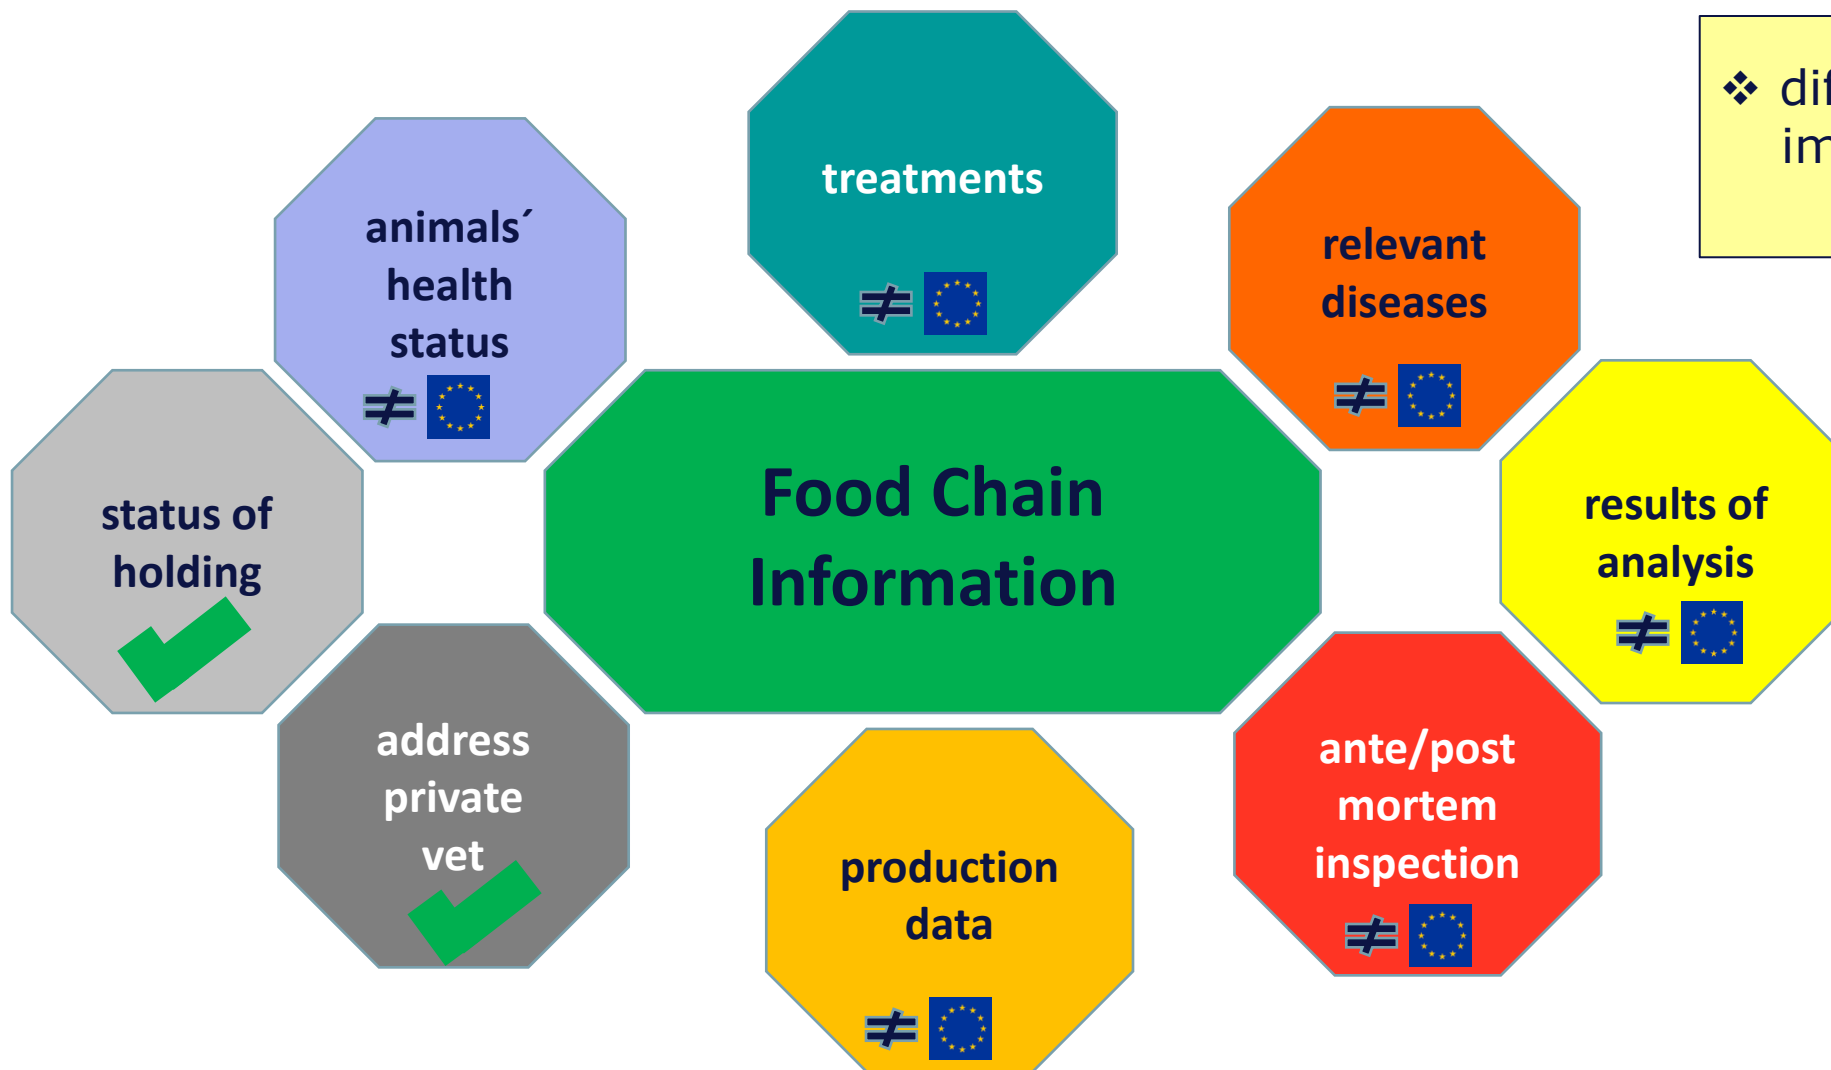 treatments
animals´
health
status
relevant
diseases
status of
holding
Food Chain
Information
results of
analysis
address
private
vet
production
data
ante/post
mortem
inspection